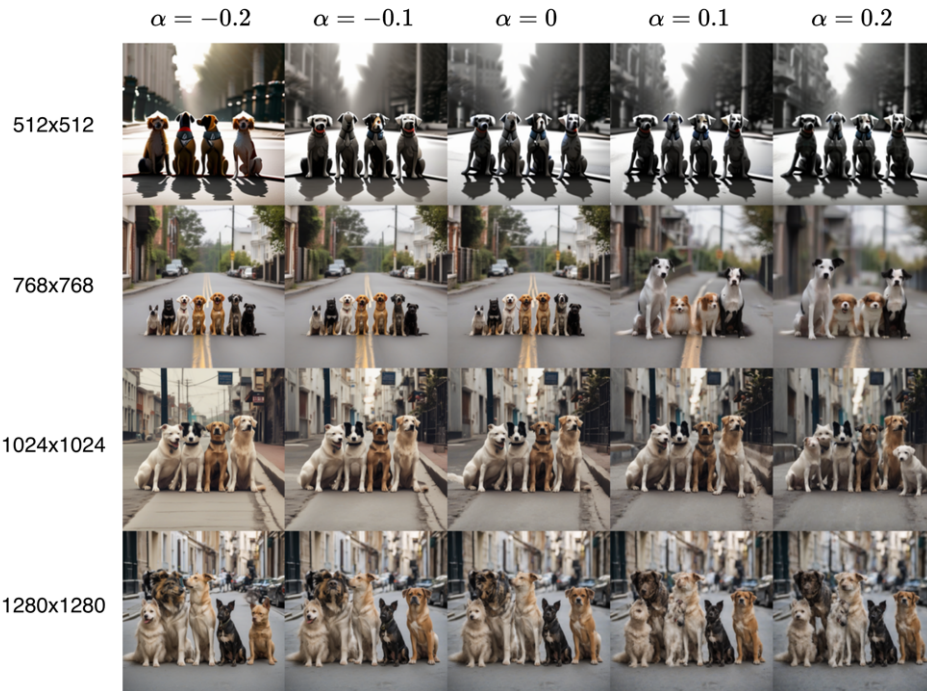 α = −0.2 α = −0.1 α = 0 α = 0.1 α = 0.2
512x512
768x768
1024x1024
1280x1280